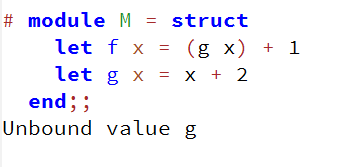 # module M = struct
let f x = (g x) + 1
let g x = x + 2
end;;
Unbound value g